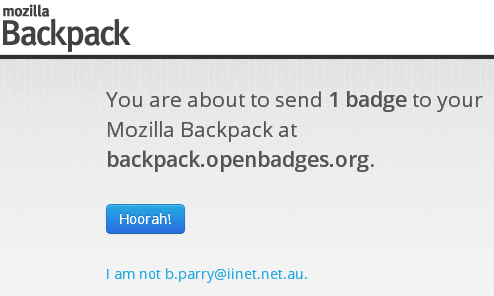 mozilla
Backpack
You are about to send 1 badge to your
Mozilla Backpack at
backpack.openbadges.org.
Hoorah!
I am not b.parry@iinet.net.au.